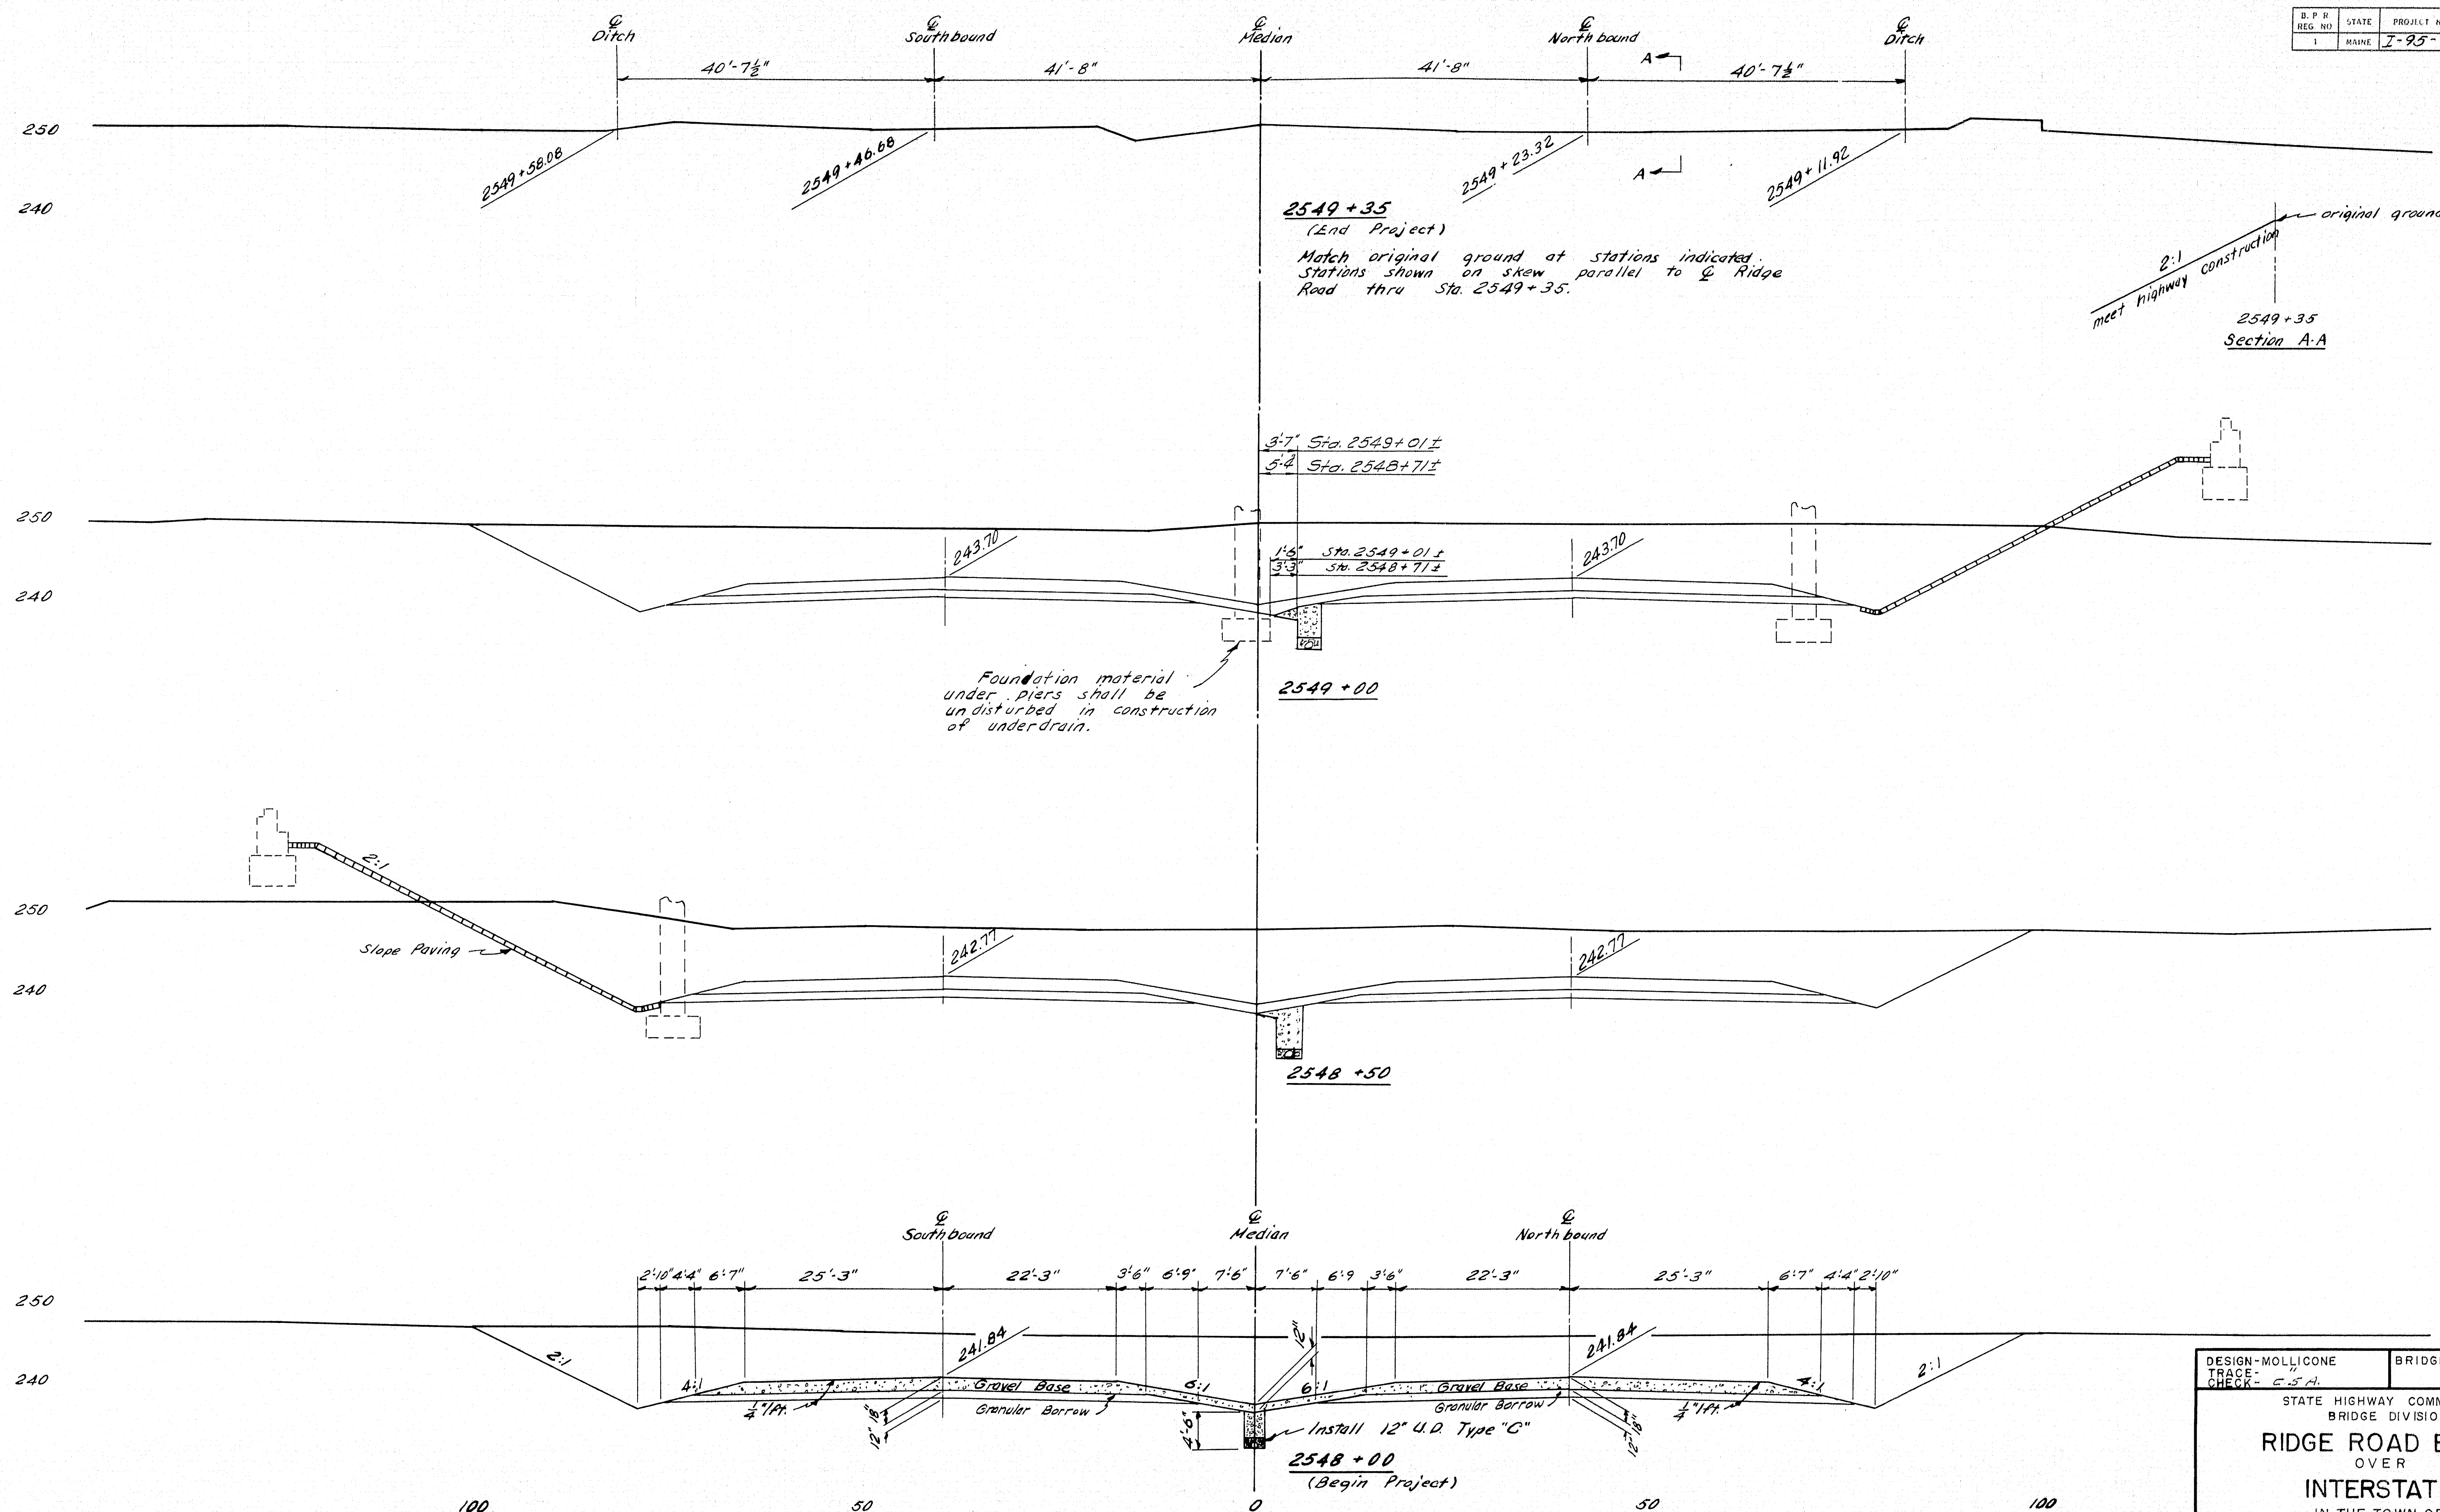 B. P. R. REG. NO STATE PROJECT N
1 MAINE I-95-
℄ Ditch
℄ Southbound
℄ Median
℄ Northbound
℄ Ditch
40'-7½"
41'-8"
41'-8"
A
40'-7½"
250
2549+58.08
2549+46.68
2549+23.32
A
2549+11.92
240
2549+35
(End Project)
Match original ground at stations indicated.
Stations shown on skew parallel to ℄ Ridge
Road thru Sta. 2549+35.
original ground
2:1
meet highway construction
2549+35
Section A-A
3'-7" Sta. 2549+01±
5'-4" Sta. 2548+71±
250
243.70
1'-6" Sta. 2549+01±
3'-3" Sta. 2548+71±
243.70
240
Foundation material
under piers shall be
undisturbed in construction
of underdrain.
2549+00
2:1
250
Slope Paving
242.77
242.77
240
2548+50
℄ Southbound
℄ Median
℄ Northbound
2'-10" 4'-4" 6'-7" 25'-3" 22'-3" 3'-6" 6'-9" 7'-6" 7'-6" 6'-9 3'-6" 22'-3" 25'-3" 6'-7" 4'-4" 2'-10"
250
2:1
241.84
12"
241.84
2:1
240
4:1
Gravel Base
6:1
6:1
Gravel Base
4:1
¼"/ft.
Granular Borrow
Granular Borrow
¼"/ft.
12" 18"
4'-6"
12" 18"
Install 12" U.D. Type "C"
2548+00
(Begin Project)
100 50 0 50 100
DESIGN-MOLLICONE BRIDG
TRACE- "
CHECK- C.S.A.
STATE HIGHWAY COMM
BRIDGE DIVISIO
RIDGE ROAD B
OVER
INTERSTAT
IN THE TOWN OF